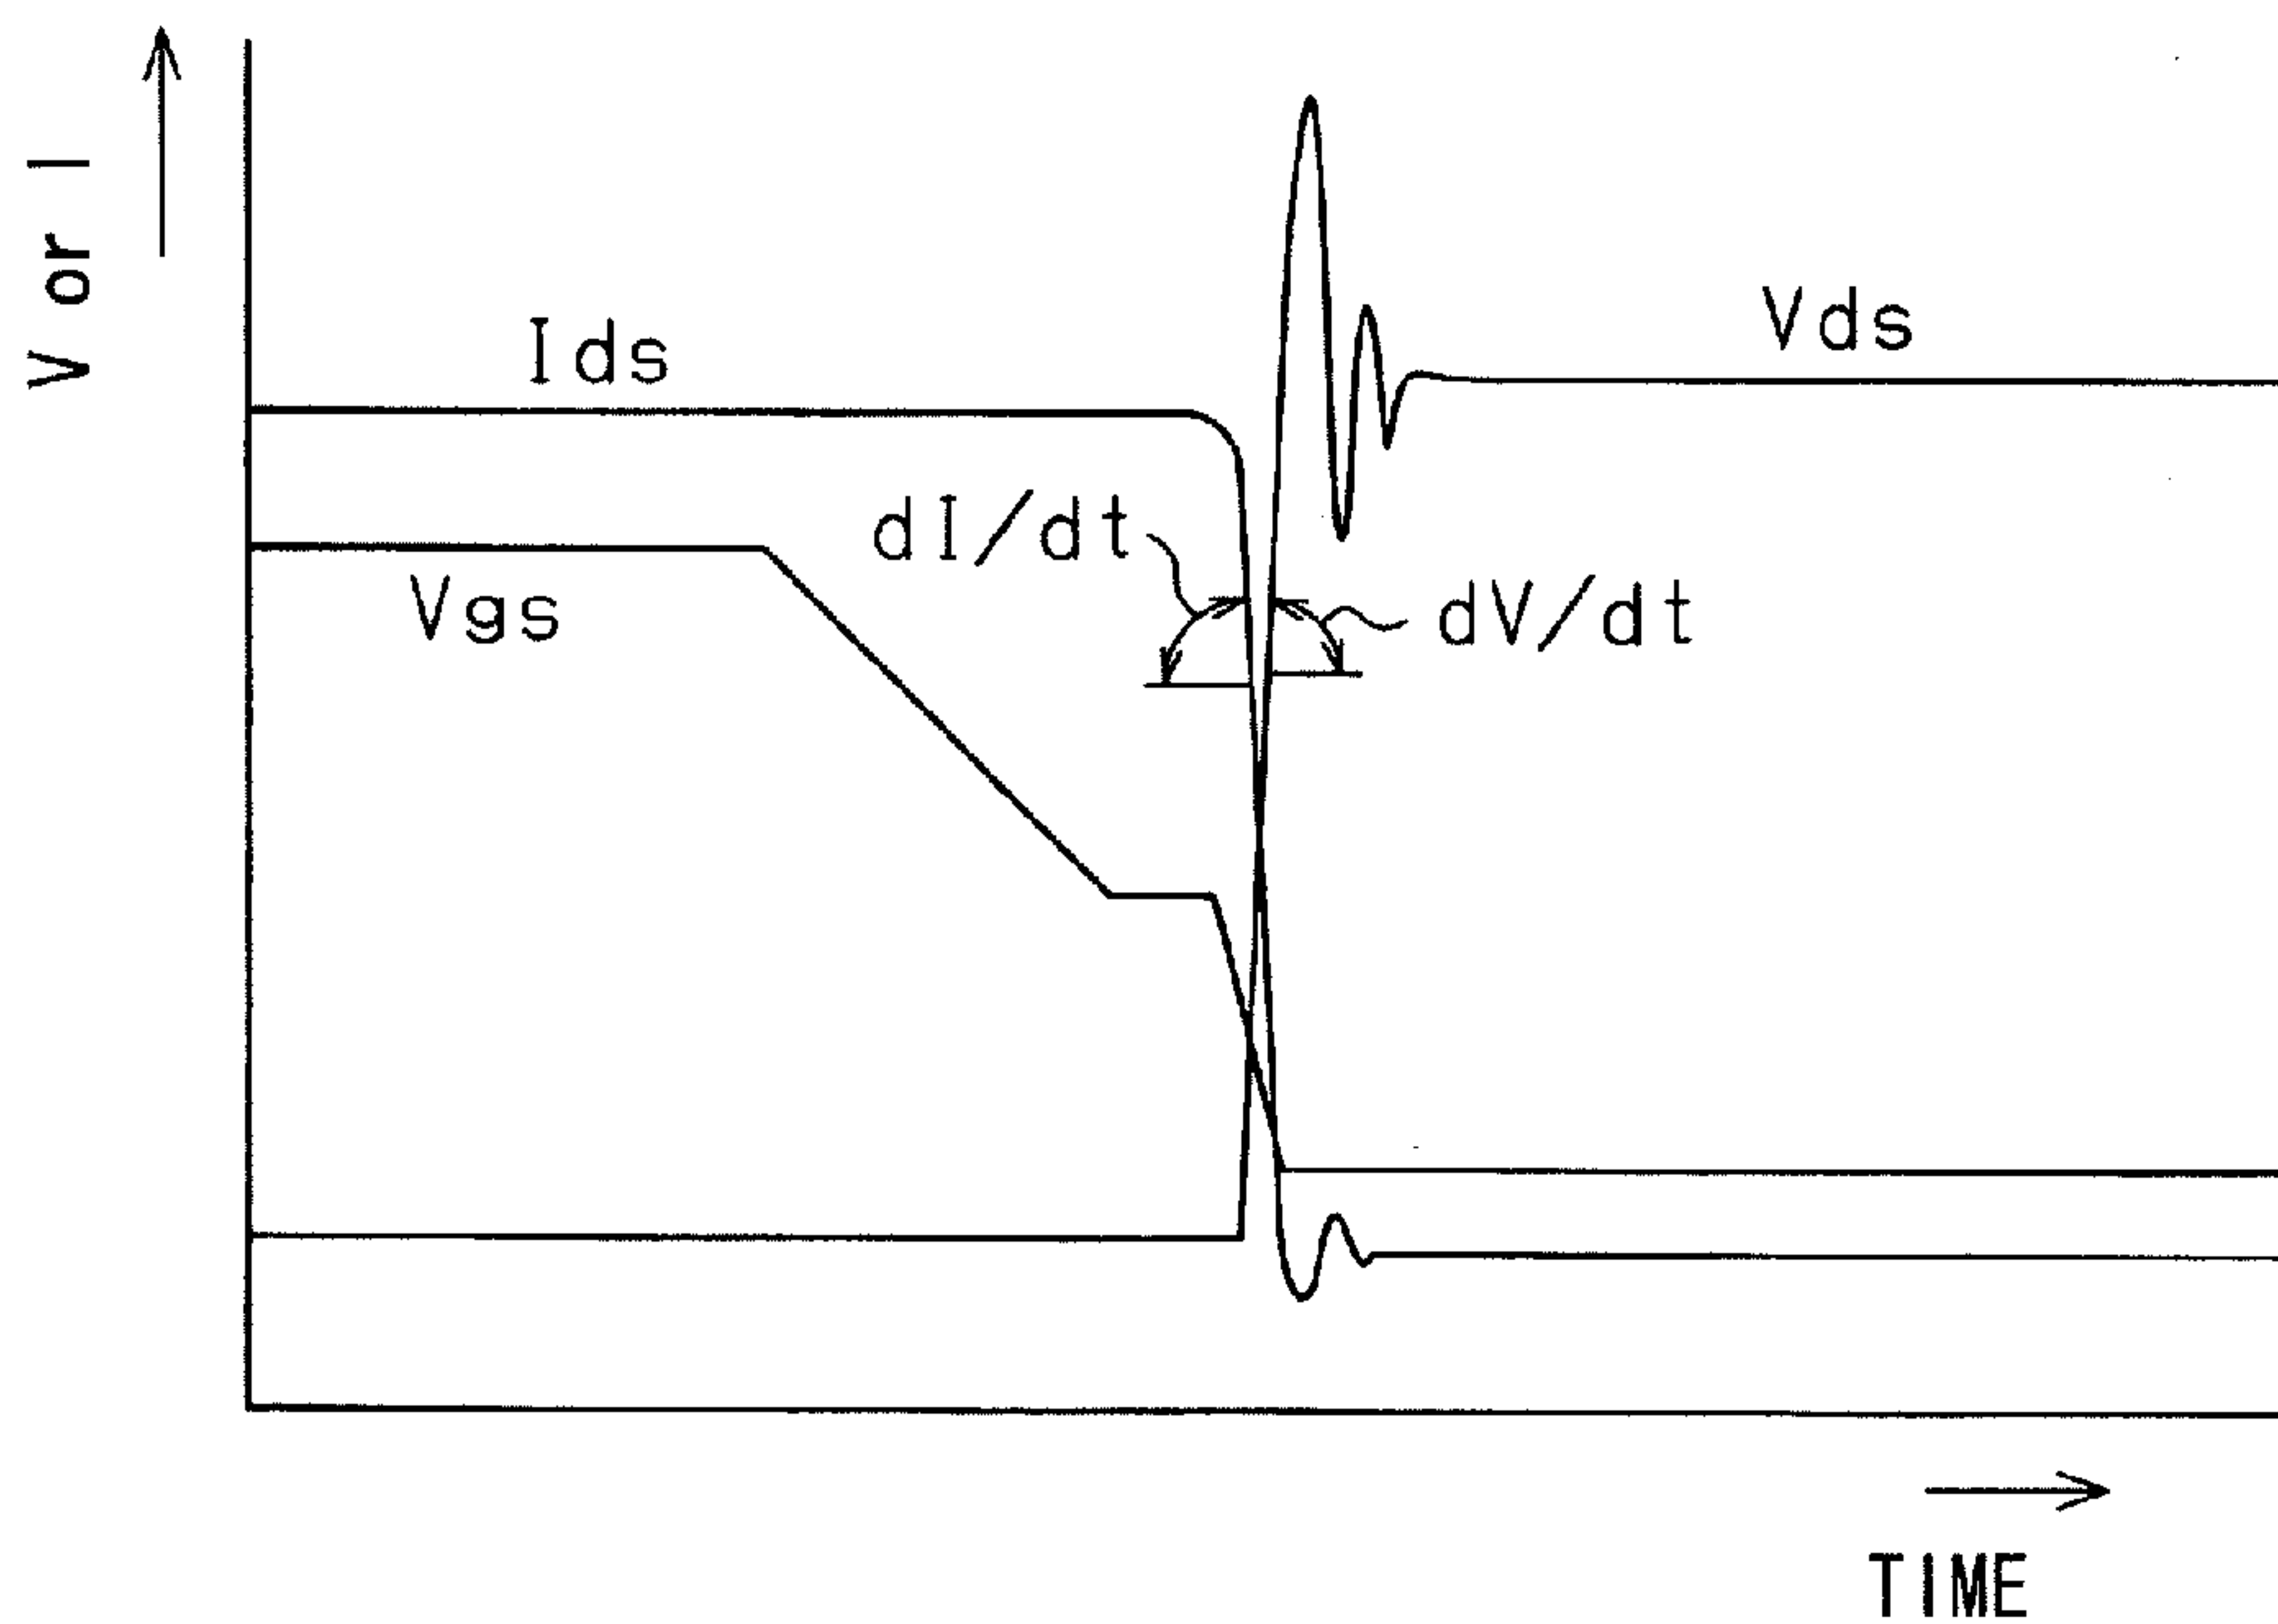 V or I
Ids
Vds
dI/dt
Vgs
dV/dt
TIME